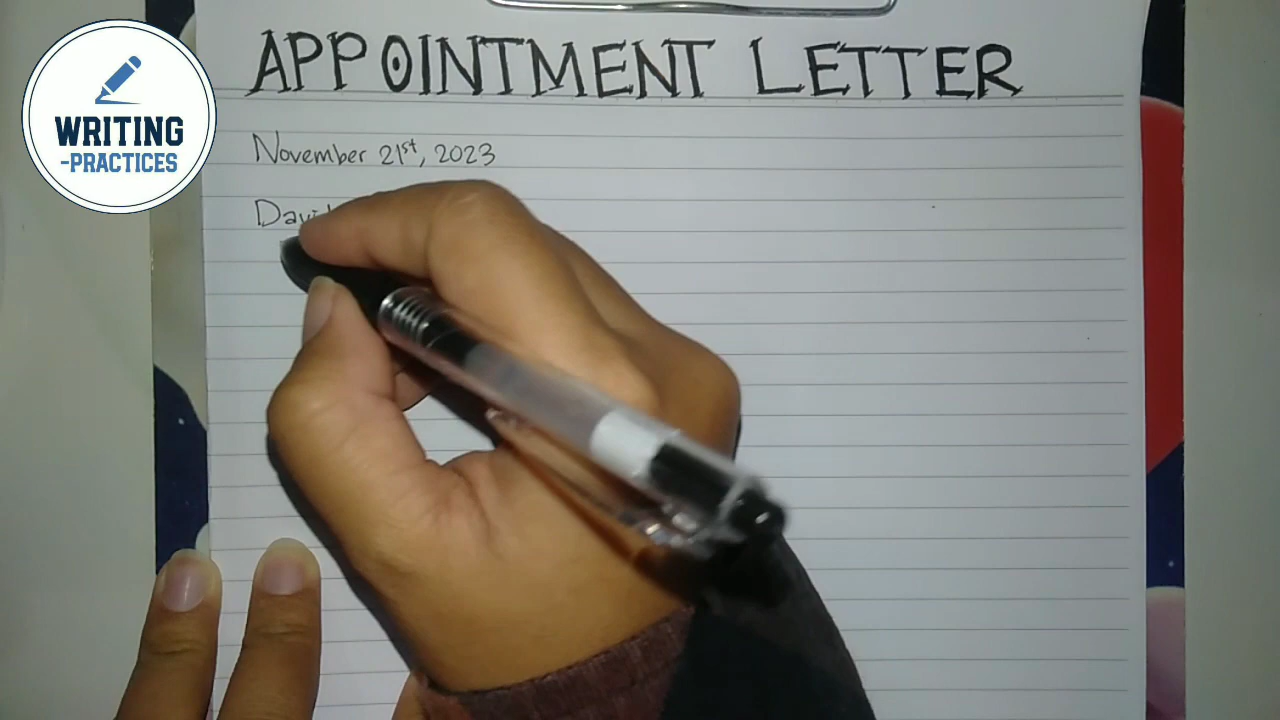 APPOINTMENT LETTER
WRITING
-PRACTICES
November 21st, 2023